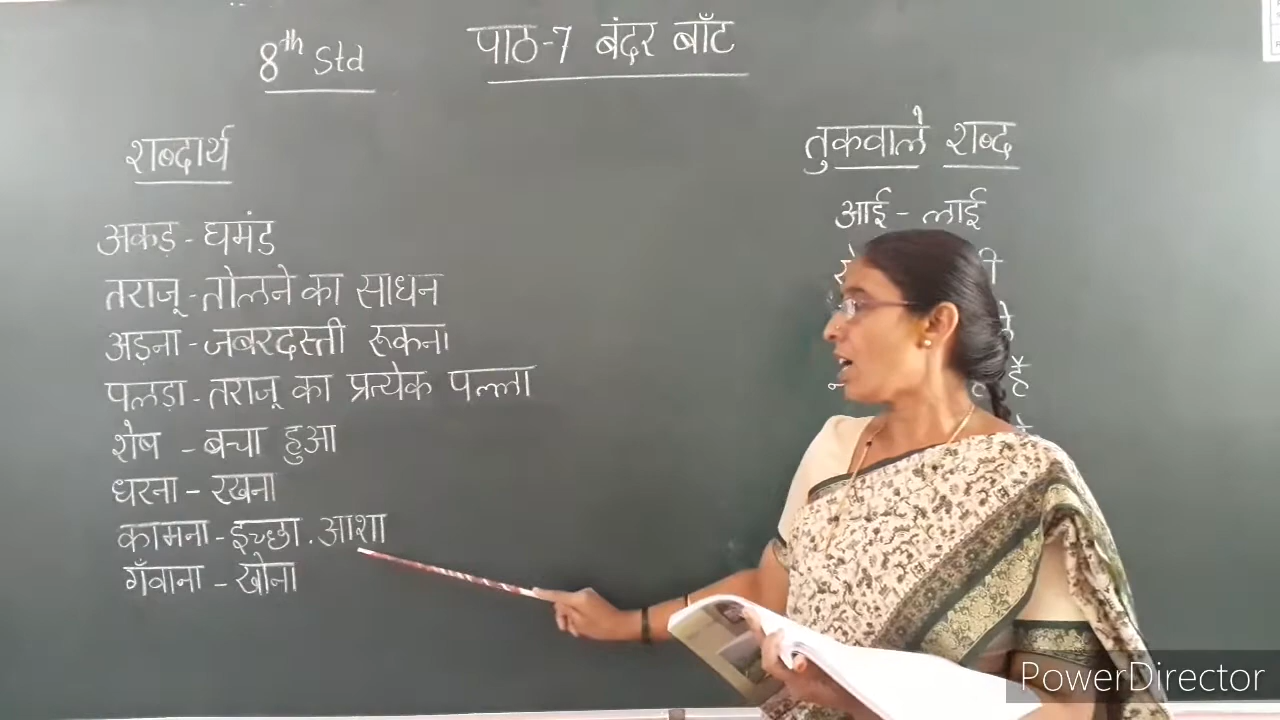 8th Std
पाठ-7 बंदर बाँट
शब्दार्थ
अकड़ - घमंड
तराजू - तोलने का साधन
अड़ना - जबरदस्ती रूकना
पलड़ा - तराजू का प्रत्येक पल्ला
शेष - बचा हुआ
धरना - रखना
कामना - इच्छा . आशा
गँवाना - खोना
तुकवाले शब्द
आई - लाई
PowerDirector